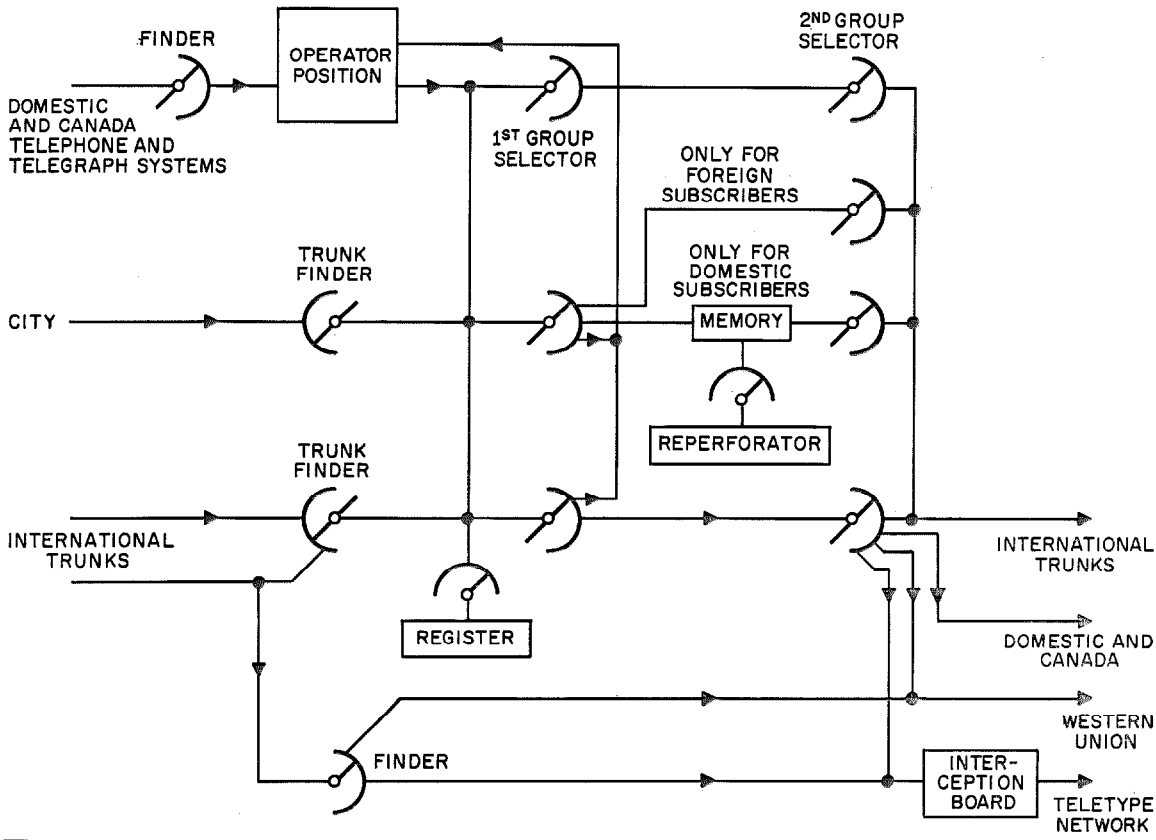 FINDER
OPERATOR
POSITION
2ND GROUP
SELECTOR
DOMESTIC
AND CANADA
TELEPHONE AND
TELEGRAPH SYSTEMS
1ST GROUP
SELECTOR
ONLY FOR
FOREIGN
SUBSCRIBERS
TRUNK
FINDER
ONLY FOR
DOMESTIC
SUBSCRIBERS
CITY
MEMORY
REPERFORATOR
TRUNK
FINDER
INTERNATIONAL
TRUNKS
INTERNATIONAL
TRUNKS
REGISTER
DOMESTIC AND
CANADA
WESTERN
UNION
FINDER
INTER-
CEPTION
BOARD
TELETYPE
NETWORK